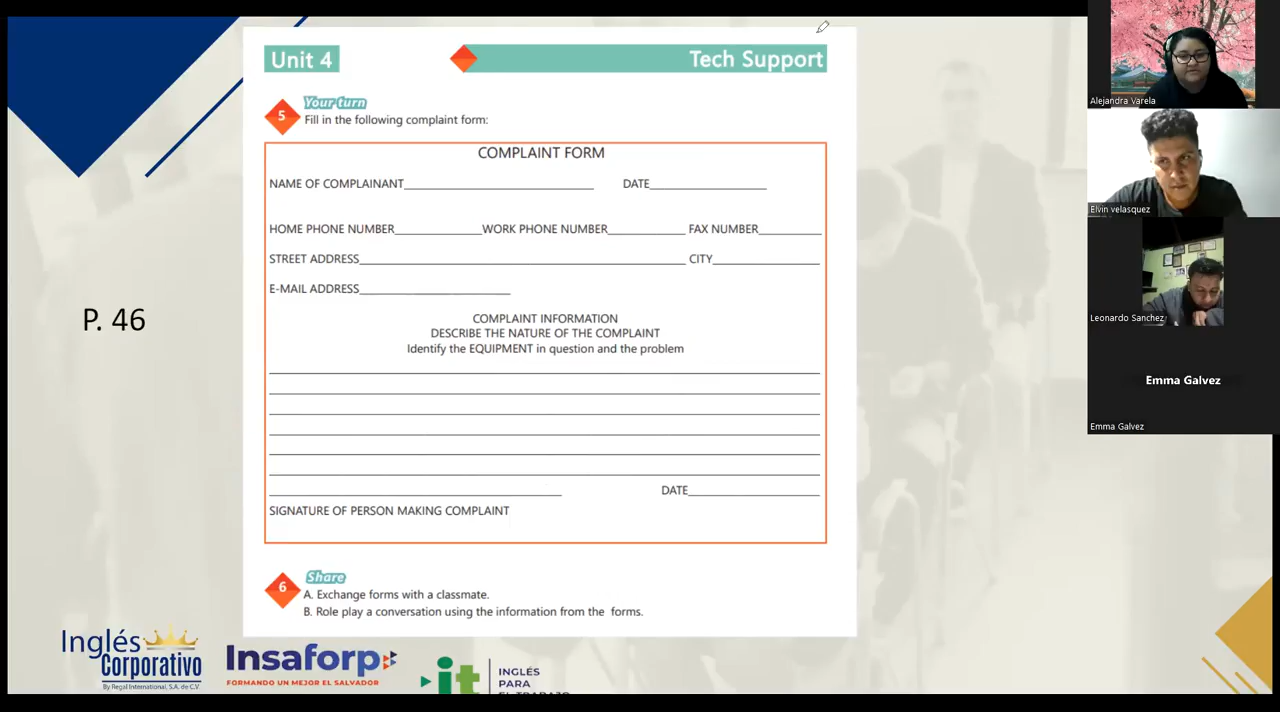 Unit 4
Tech Support
5
Your turn
Fill in the following complaint form:
COMPLAINT FORM
NAME OF COMPLAINANT DATE
HOME PHONE NUMBER WORK PHONE NUMBER FAX NUMBER
STREET ADDRESS CITY
E-MAIL ADDRESS
COMPLAINT INFORMATION
DESCRIBE THE NATURE OF THE COMPLAINT
Identify the EQUIPMENT in question and the problem
DATE
SIGNATURE OF PERSON MAKING COMPLAINT
6
Share
A. Exchange forms with a classmate.
B. Role play a conversation using the information from the forms.
P. 46
Inglés
Corporativo
By Regal International, S.A. de C.V.
Insaforp
FORMANDO UN MEJOR EL SALVADOR
it
INGLÉS
PARA
EL TRABAJO
Alejandra Varela
Elvin velasquez
Leonardo Sanchez
Emma Galvez
Emma Galvez